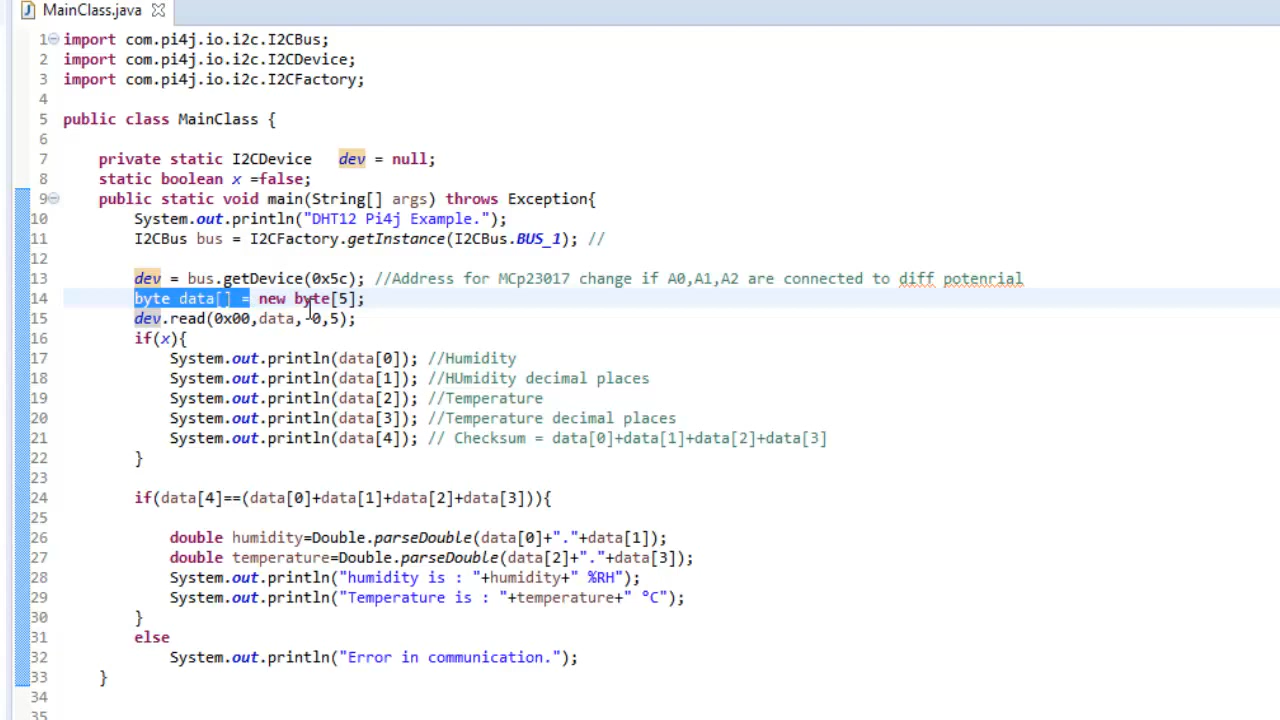 MainClass.java
1 import com.pi4j.io.i2c.I2CBus;
2 import com.pi4j.io.i2c.I2CDevice;
3 import com.pi4j.io.i2c.I2CFactory;
4
5 public class MainClass {
6
7 private static I2CDevice dev = null;
8 static boolean x =false;
9 public static void main(String[] args) throws Exception{
10 System.out.println("DHT12 Pi4j Example.");
11 I2CBus bus = I2CFactory.getInstance(I2CBus.BUS_1); //
12
13 dev = bus.getDevice(0x5c); //Address for MCp23017 change if A0,A1,A2 are connected to diff potenrial
14 byte data[] = new byte[5];
15 dev.read(0x00,data, 0,5);
16 if(x){
17 System.out.println(data[0]); //Humidity
18 System.out.println(data[1]); //HUmidity decimal places
19 System.out.println(data[2]); //Temperature
20 System.out.println(data[3]); //Temperature decimal places
21 System.out.println(data[4]); // Checksum = data[0]+data[1]+data[2]+data[3]
22 }
23
24 if(data[4]==(data[0]+data[1]+data[2]+data[3])){
25
26 double humidity=Double.parseDouble(data[0]+"."+data[1]);
27 double temperature=Double.parseDouble(data[2]+"."+data[3]);
28 System.out.println("humidity is : "+humidity+" %RH");
29 System.out.println("Temperature is : "+temperature+" °C");
30 }
31 else
32 System.out.println("Error in communication.");
33 }
34
35